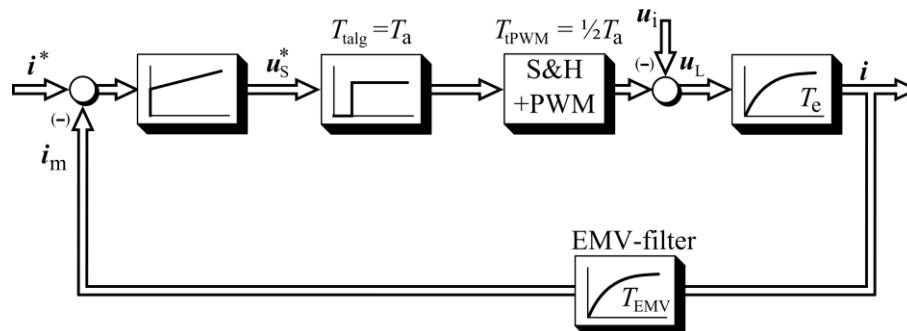 T_talg =T_a
T_tPWM = ½T_a
u_i
i*
u_S*
S&H
+PWM
(−)
u_L
T_e
i
(−)
i_m
EMV-filter
T_EMV